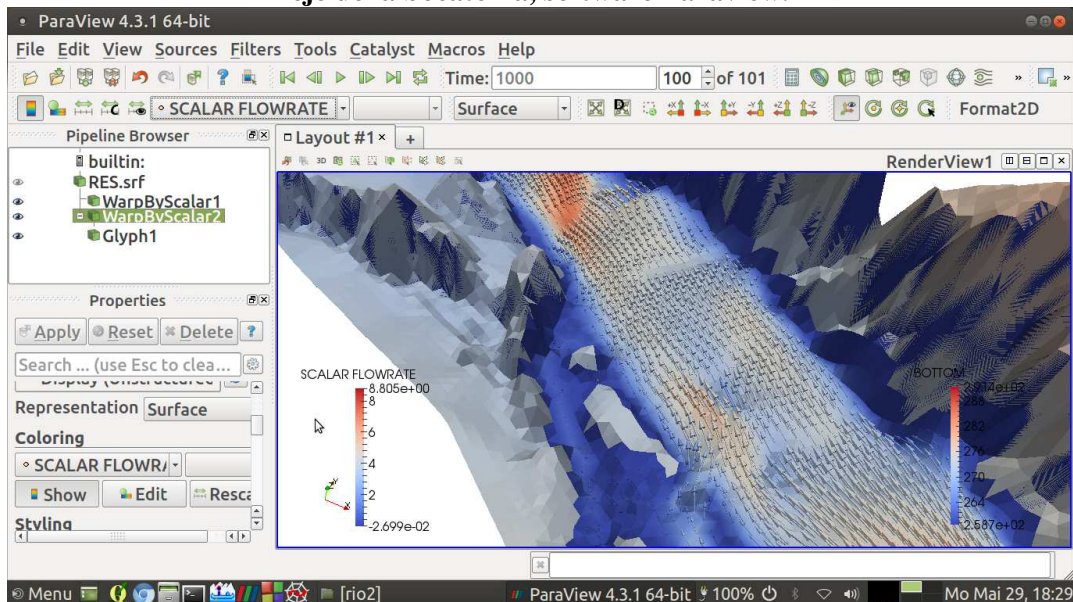 ParaView 4.3.1 64-bit
File Edit View Sources Filters Tools Catalyst Macros Help
Time: 1000 100 of 101
SCALAR FLOWRATE Surface Format2D
Pipeline Browser
Layout #1
builtin:
RES.srf
WarpByScalar1
WarpByScalar2
Glyph1
3D
RenderView1
Properties
Apply Reset Delete ?
Search ... (use Esc to clea...
Representation Surface
Coloring
SCALAR FLOWR
Show Edit Resca
Styling
SCALAR FLOWRATE
8.805e+00
8
6
4
2
-2.699e-02
BOTTOM
288
282
276
270
264
2.587e+02
Menu [rio2] ParaView 4.3.1 64-bit 100% Mo Mai 29, 18:29